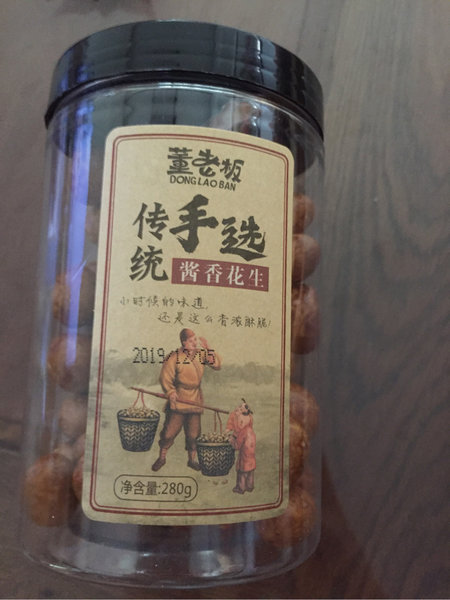 董老板
DONG LAO BAN
传统
手选
酱香花生
小时候的味道,
还是这么香浓酥脆!
2019/12/05
净含量:280g